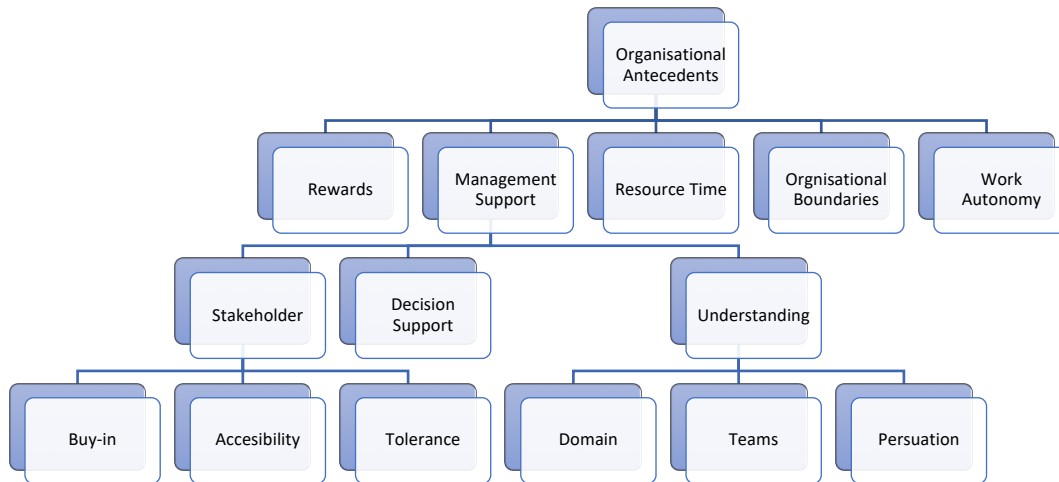 Organisational
Antecedents
Rewards
Management
Support
Resource Time
Orgnisational
Boundaries
Work
Autonomy
Stakeholder
Decision
Support
Understanding
Buy-in
Accesibility
Tolerance
Domain
Teams
Persuation